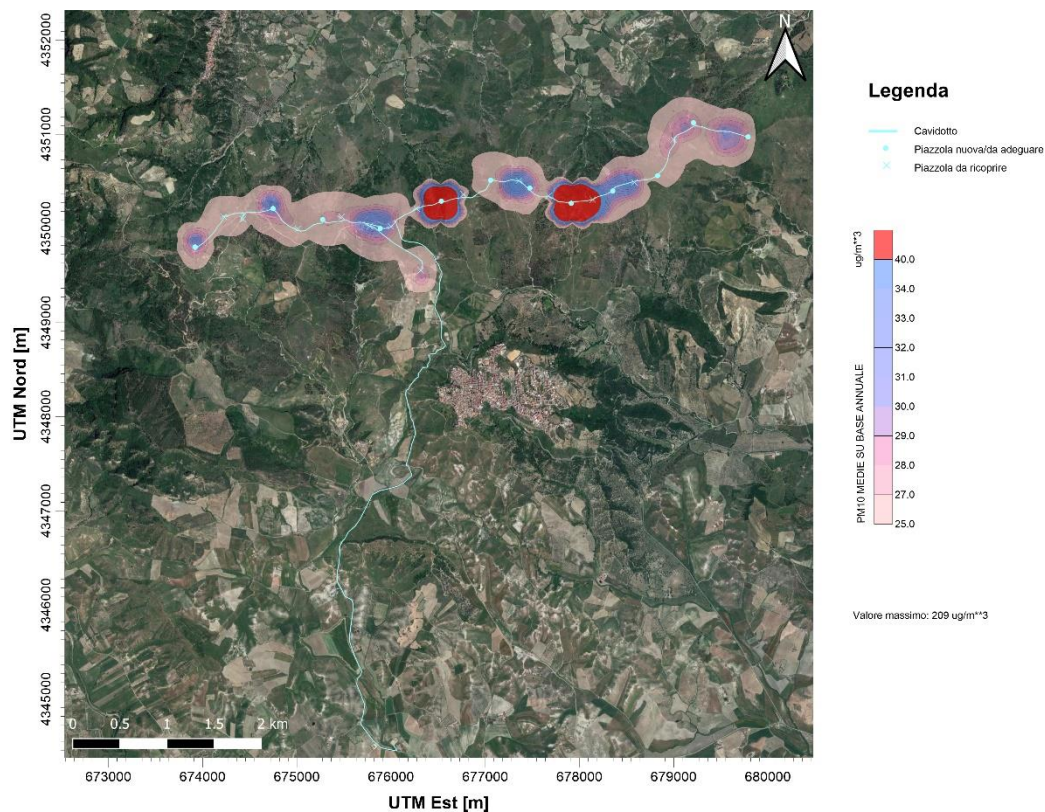 4352000
4351000
4350000
4349000
4348000
4347000
4346000
4345000
UTM Nord [m]
N
0 0.5 1 1.5 2 km
673000 674000 675000 676000 677000 678000 679000 680000
UTM Est [m]
Legenda
Cavidotto
Piazzola nuova/da adeguare
Piazzola da ricoprire
ug/m**3
PM10 MEDIE SU BASE ANNUALE
40.0
34.0
33.0
32.0
31.0
30.0
29.0
28.0
27.0
25.0
Valore massimo: 209 ug/m**3